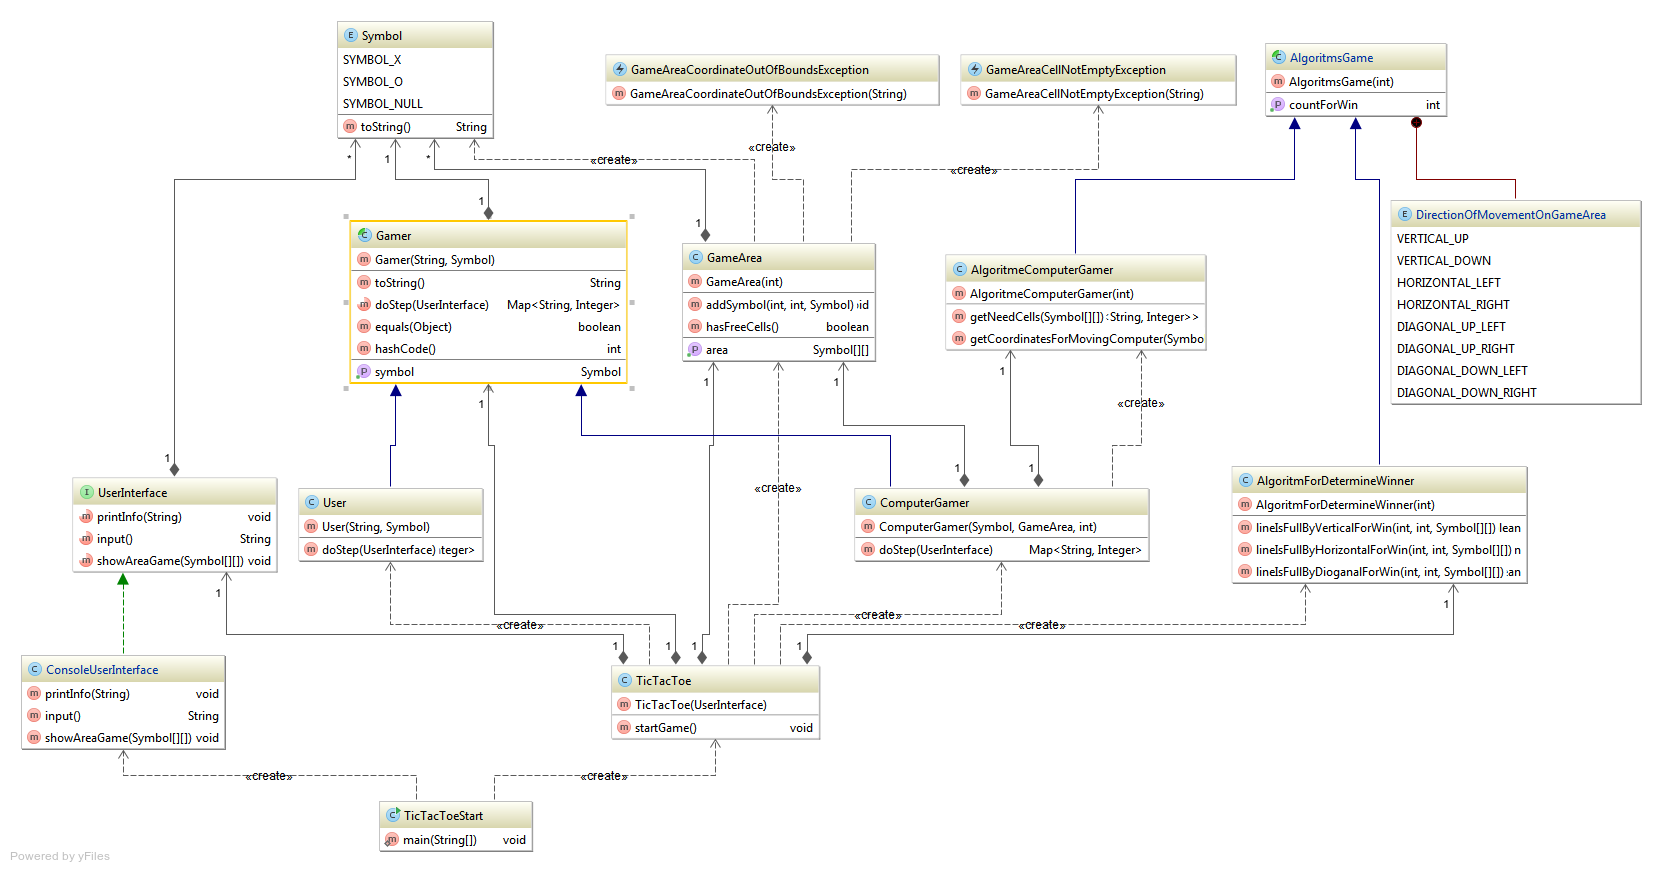 Symbol
SYMBOL_X
SYMBOL_O
SYMBOL_NULL
toString() String
GameAreaCoordinateOutOfBoundsException
GameAreaCoordinateOutOfBoundsException(String)
GameAreaCellNotEmptyException
GameAreaCellNotEmptyException(String)
AlgoritmsGame
AlgoritmsGame(int)
countForWin int
* 1 *
«create»
«create»
«create»
1
1
Gamer
Gamer(String, Symbol)
toString() String
doStep(UserInterface) Map<String, Integer>
equals(Object) boolean
hashCode() int
symbol Symbol
GameArea
GameArea(int)
addSymbol(int, int, Symbol) id
hasFreeCells() boolean
area Symbol[][]
AlgoritmeComputerGamer
AlgoritmeComputerGamer(int)
getNeedCells(Symbol[][]) :String, Integer>>
getCoordinatesForMovingComputer(Symbo
DirectionOfMovementOnGameArea
VERTICAL_UP
VERTICAL_DOWN
HORIZONTAL_LEFT
HORIZONTAL_RIGHT
DIAGONAL_UP_LEFT
DIAGONAL_UP_RIGHT
DIAGONAL_DOWN_LEFT
DIAGONAL_DOWN_RIGHT
1
1
1
1
«create»
1
1
1
«create»
UserInterface
printInfo(String) void
input() String
showAreaGame(Symbol[][]) void
User
User(String, Symbol)
doStep(UserInterface) teger>
ComputerGamer
ComputerGamer(Symbol, GameArea, int)
doStep(UserInterface) Map<String, Integer>
AlgoritmForDetermineWinner
AlgoritmForDetermineWinner(int)
lineIsFullByVerticalForWin(int, int, Symbol[][]) lean
lineIsFullByHorizontalForWin(int, int, Symbol[][]) n
lineIsFullByDioganalForWin(int, int, Symbol[][]) an
1
1
«create»
«create»
«create»
1 1 1 1
ConsoleUserInterface
printInfo(String) void
input() String
showAreaGame(Symbol[][]) void
TicTacToe
TicTacToe(UserInterface)
startGame() void
«create»
«create»
TicTacToeStart
main(String[]) void
Powered by yFiles